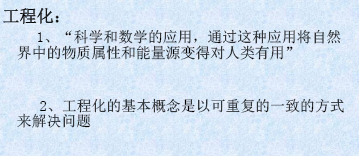 工程化：
1、“科学和数学的应用，通过这种应用将自然
界中的物质属性和能量源变得对人类有用”
2、工程化的基本概念是以可重复的一致的方式
来解决问题